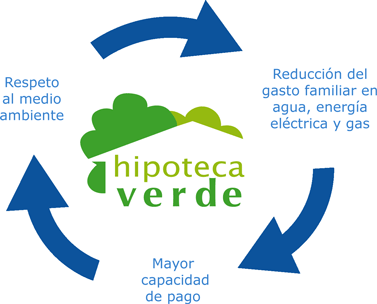 Respeto
al medio
ambiente
Reducción del
gasto familiar en
agua, energía
eléctrica y gas
hipoteca
verde
Mayor
capacidad
de pago